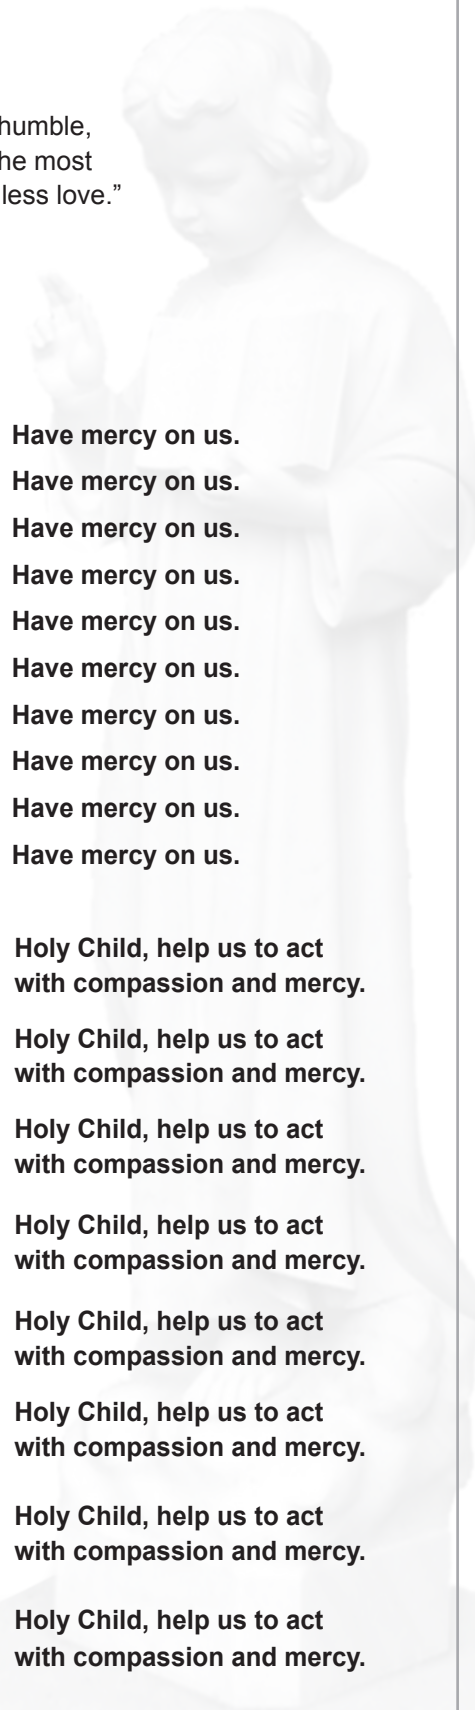 humble,
he most
less love.”
Have mercy on us.
Have mercy on us.
Have mercy on us.
Have mercy on us.
Have mercy on us.
Have mercy on us.
Have mercy on us.
Have mercy on us.
Have mercy on us.
Have mercy on us.
Holy Child, help us to act
with compassion and mercy.
Holy Child, help us to act
with compassion and mercy.
Holy Child, help us to act
with compassion and mercy.
Holy Child, help us to act
with compassion and mercy.
Holy Child, help us to act
with compassion and mercy.
Holy Child, help us to act
with compassion and mercy.
Holy Child, help us to act
with compassion and mercy.
Holy Child, help us to act
with compassion and mercy.